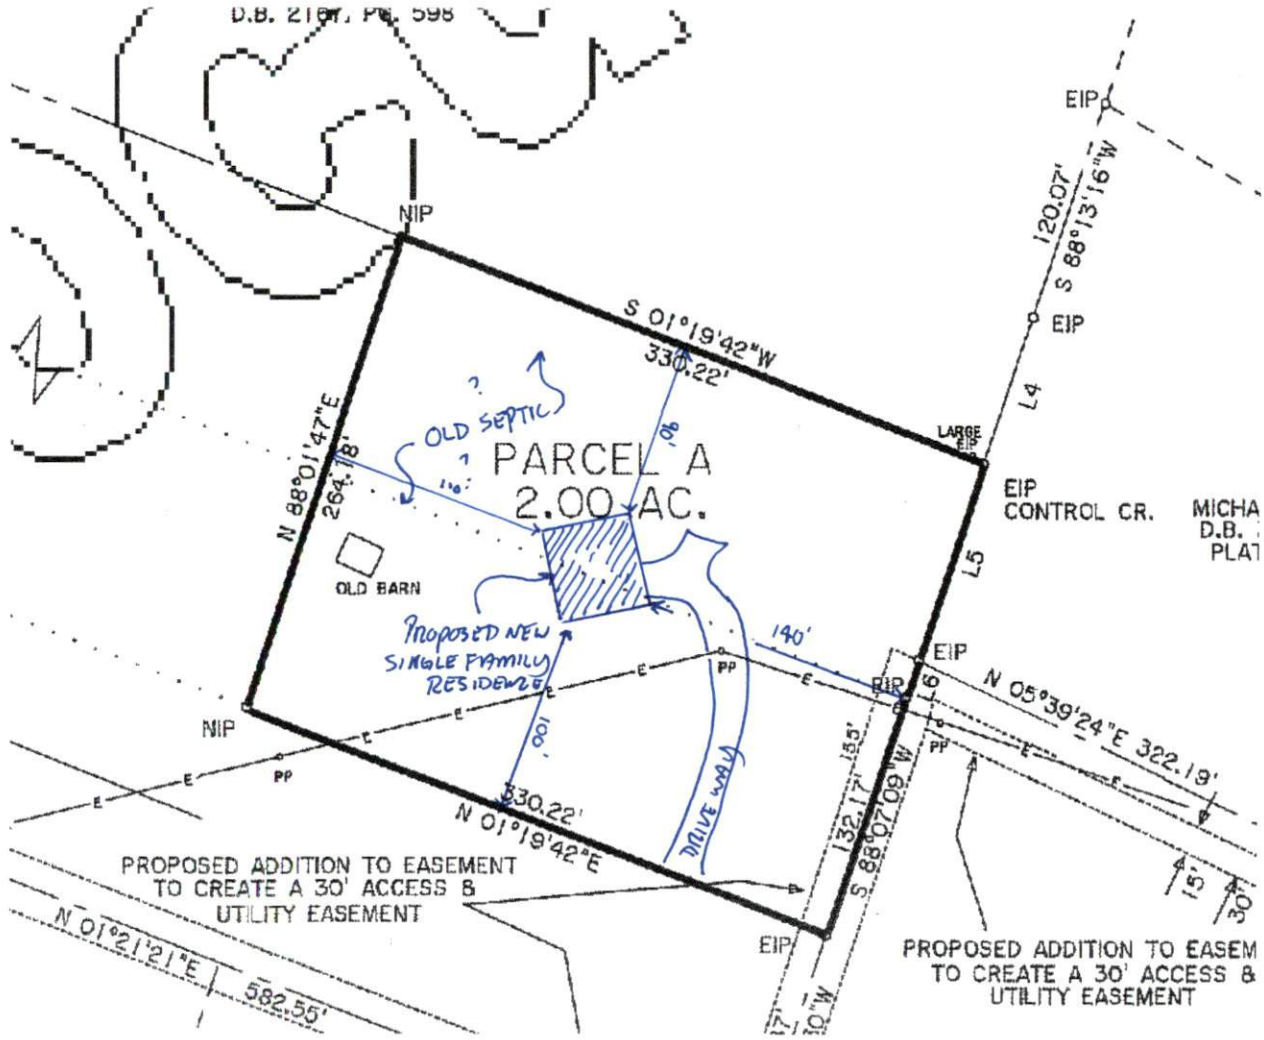 D.B. 2167, PG. 598
EIP
120.07'
S 88°13'16"W
NIP
EIP
S 01°19'42"W
330.22'
L4
?
OLD SEPTIC
?
90'
LARGE
EIP
PARCEL A
2.00 AC.
N 88°01'47"E
264.18'
EIP
CONTROL CR.
MICHA
D.B.
PLAT
L5
OLD BARN
PROPOSED NEW
SINGLE FAMILY
RESIDENCE
140'
EIP
PP
E
E
E
E
E
E
E
L6
N 05°39'24"E 322.19'
NIP
PP
PP
E
E
100'
155'
132.17'
S 88°07'09"W
DRIVEWAY
330.22'
N 01°19'42"E
PROPOSED ADDITION TO EASEMENT
TO CREATE A 30' ACCESS &
UTILITY EASEMENT
15'
30'
N 01°21'21"E
582.55'
EIP
PROPOSED ADDITION TO EASEM
TO CREATE A 30' ACCESS &
UTILITY EASEMENT